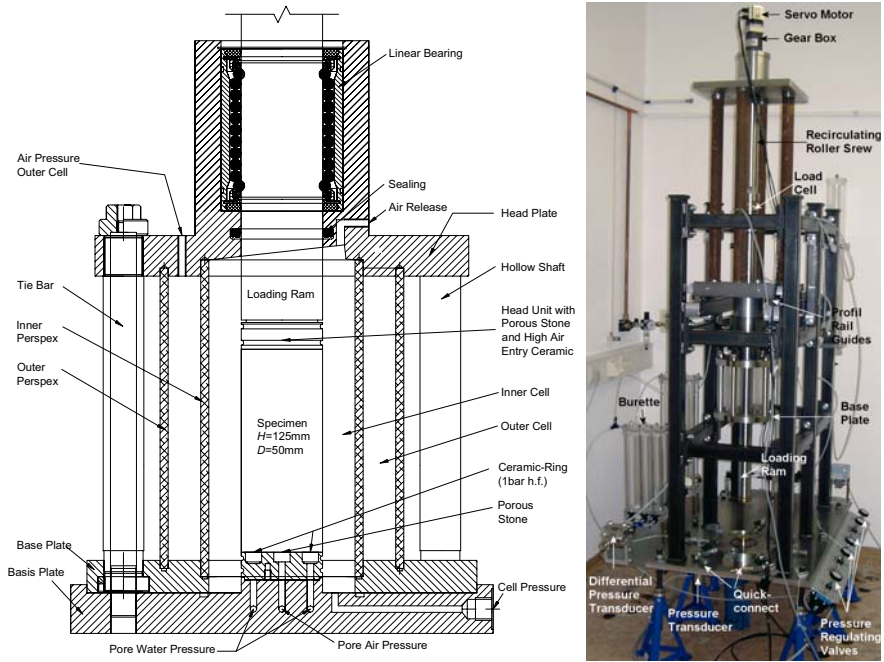 Linear Bearing
Air Pressure
Outer Cell
Sealing
Air Release
Head Plate
Hollow Shaft
Tie Bar
Loading Ram
Head Unit with
Porous Stone
and High Air
Entry Ceramic
Inner
Perspex
Outer
Perspex
Inner Cell
Specimen
H=125mm
D=50mm
Outer Cell
Ceramic-Ring
(1bar h.f.)
Porous
Stone
Base Plate
Basis Plate
Cell Pressure
Pore Water Pressure
Pore Air Pressure
Servo Motor
Gear Box
Recirculating
Roller Srew
Load
Cell
Profil
Rail
Guides
Burette
Base
Plate
Loading
Ram
Differential
Pressure
Transducer
Pressure
Transducer
Quick-
connect
Pressure
Regulating
Valves